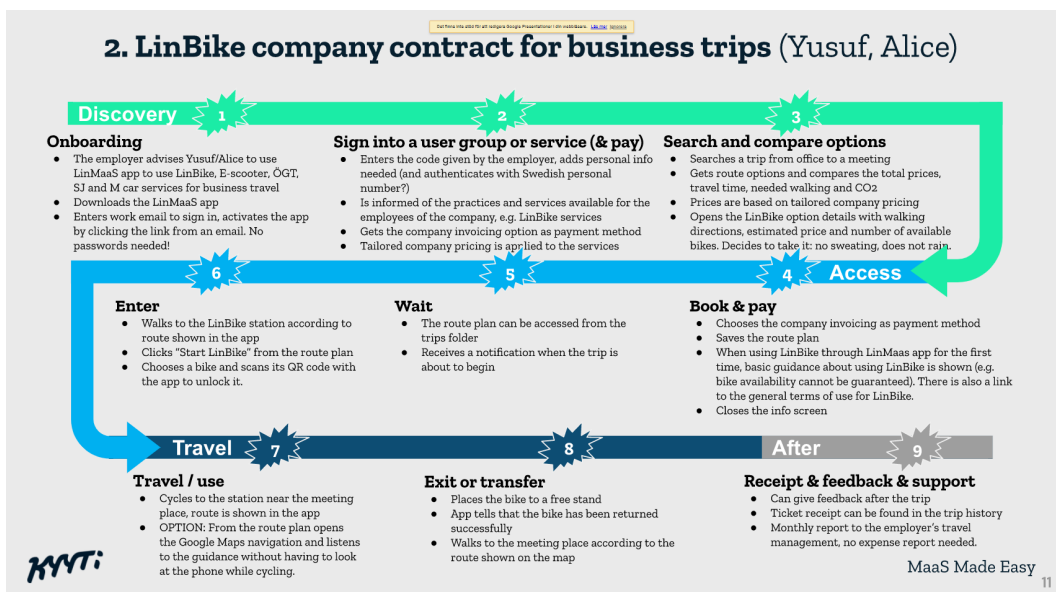 Det finns inte stöd för att redigera Google Presentationer i din webbläsare. Läs mer Ignorera
2. LinBike company contract for business trips (Yusuf, Alice)
Discovery 1 2 3
Onboarding
● The employer advises Yusuf/Alice to use
LinMaaS app to use LinBike, E-scooter, ÖGT,
SJ and M car services for business travel
● Downloads the LinMaaS app
● Enters work email to sign in, activates the app
by clicking the link from an email. No
passwords needed!
Sign into a user group or service (& pay)
● Enters the code given by the employer, adds personal info
needed (and authenticates with Swedish personal
number?)
● Is informed of the practices and services available for the
employees of the company, e.g. LinBike services
● Gets the company invoicing option as payment method
● Tailored company pricing is applied to the services
Search and compare options
● Searches a trip from office to a meeting
● Gets route options and compares the total prices,
travel time, needed walking and CO2
● Prices are based on tailored company pricing
● Opens the LinBike option details with walking
directions, estimated price and number of available
bikes. Decides to take it: no sweating, does not rain.
6 5 4 Access
Enter
● Walks to the LinBike station according to
route shown in the app
● Clicks "Start LinBike" from the route plan
● Chooses a bike and scans its QR code with
the app to unlock it.
Wait
● The route plan can be accessed from the
trips folder
● Receives a notification when the trip is
about to begin
Book & pay
● Chooses the company invoicing as payment method
● Saves the route plan
● When using LinBike through LinMaas app for the first
time, basic guidance about using LinBike is shown (e.g.
bike availability cannot be guaranteed). There is also a link
to the general terms of use for LinBike.
● Closes the info screen
Travel 7 8 After 9
Travel / use
● Cycles to the station near the meeting
place, route is shown in the app
● OPTION: From the route plan opens
the Google Maps navigation and listens
to the guidance without having to look
at the phone while cycling.
Exit or transfer
● Places the bike to a free stand
● App tells that the bike has been returned
successfully
● Walks to the meeting place according to the
route shown on the map
Receipt & feedback & support
● Can give feedback after the trip
● Ticket receipt can be found in the trip history
● Monthly report to the employer's travel
management, no expense report needed.
KYYTi
MaaS Made Easy
11